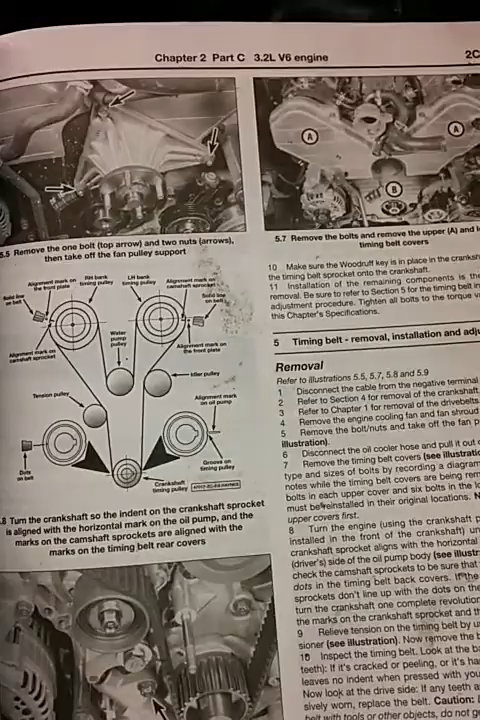 Chapter 2 Part C 3.2L V6 engine
2C
5.5 Remove the one bolt (top arrow) and two nuts (arrows),
then take off the fan pulley support
A
A
B
5.7 Remove the bolts and remove the upper (A) and
timing belt covers
Solid line
on belt
Alignment mark on
the front plate
RH bank
timing pulley
LH bank
timing pulley
Alignment mark on
camshaft sprocket
Solid line
on belt
Water
pump
pulley
Alignment mark on
camshaft sprocket
Alignment mark on
the front plate
Idler pulley
Tension pulley
Alignment mark
on oil pump
Dots
on belt
Groove on
timing pulley
Crankshaft
timing pulley
HAYNES
.8 Turn the crankshaft so the indent on the crankshaft sprocket
is aligned with the horizontal mark on the oil pump, and the
marks on the camshaft sprockets are aligned with the
marks on the timing belt rear covers
10 Make sure the Woodruff key is in place in the cranksh
the timing belt sprocket onto the crankshaft.
11 Installation of the remaining components is the
removal. Be sure to refer to Section 5 for the timing belt in
adjustment procedure. Tighten all bolts to the torque v
this Chapter's Specifications.
5 Timing belt - removal, installation and adju
Removal
Refer to illustrations 5.5, 5.7, 5.8 and 5.9
1 Disconnect the cable from the negative terminal
2 Refer to Section 4 for removal of the crankshaft
3 Refer to Chapter 1 for removal of the drivebelts
4 Remove the engine cooling fan and fan shroud
5 Remove the bolt/nuts and take off the fan p
illustration).
6 Disconnect the oil cooler hose and pull it out
7 Remove the timing belt covers (see illustratio
type and sizes of bolts by recording a diagram
notes while the timing belt covers are being rem
bolts in each upper cover and six bolts in the lo
must be reinstalled in their original locations. N
upper covers first.
8 Turn the engine (using the crankshaft p
installed in the front of the crankshaft) un
crankshaft sprocket aligns with the horizontal
(driver's) side of the oil pump body (see illustr
check the camshaft sprockets to be sure that
dots in the timing belt back covers. If the
sprockets don't line up with the dots on the
turn the crankshaft one complete revolution
the marks on the crankshaft sprocket and th
9 Relieve tension on the timing belt by u
sioner (see illustration). Now remove the b
10 Inspect the timing belt. Look at the ba
teeth): If it's cracked or peeling, or it's ha
leaves no indent when pressed with you
Now look at the drive side: If any teeth a
sively worn, replace the belt. Caution:
belt with tools or other objects, do not ge